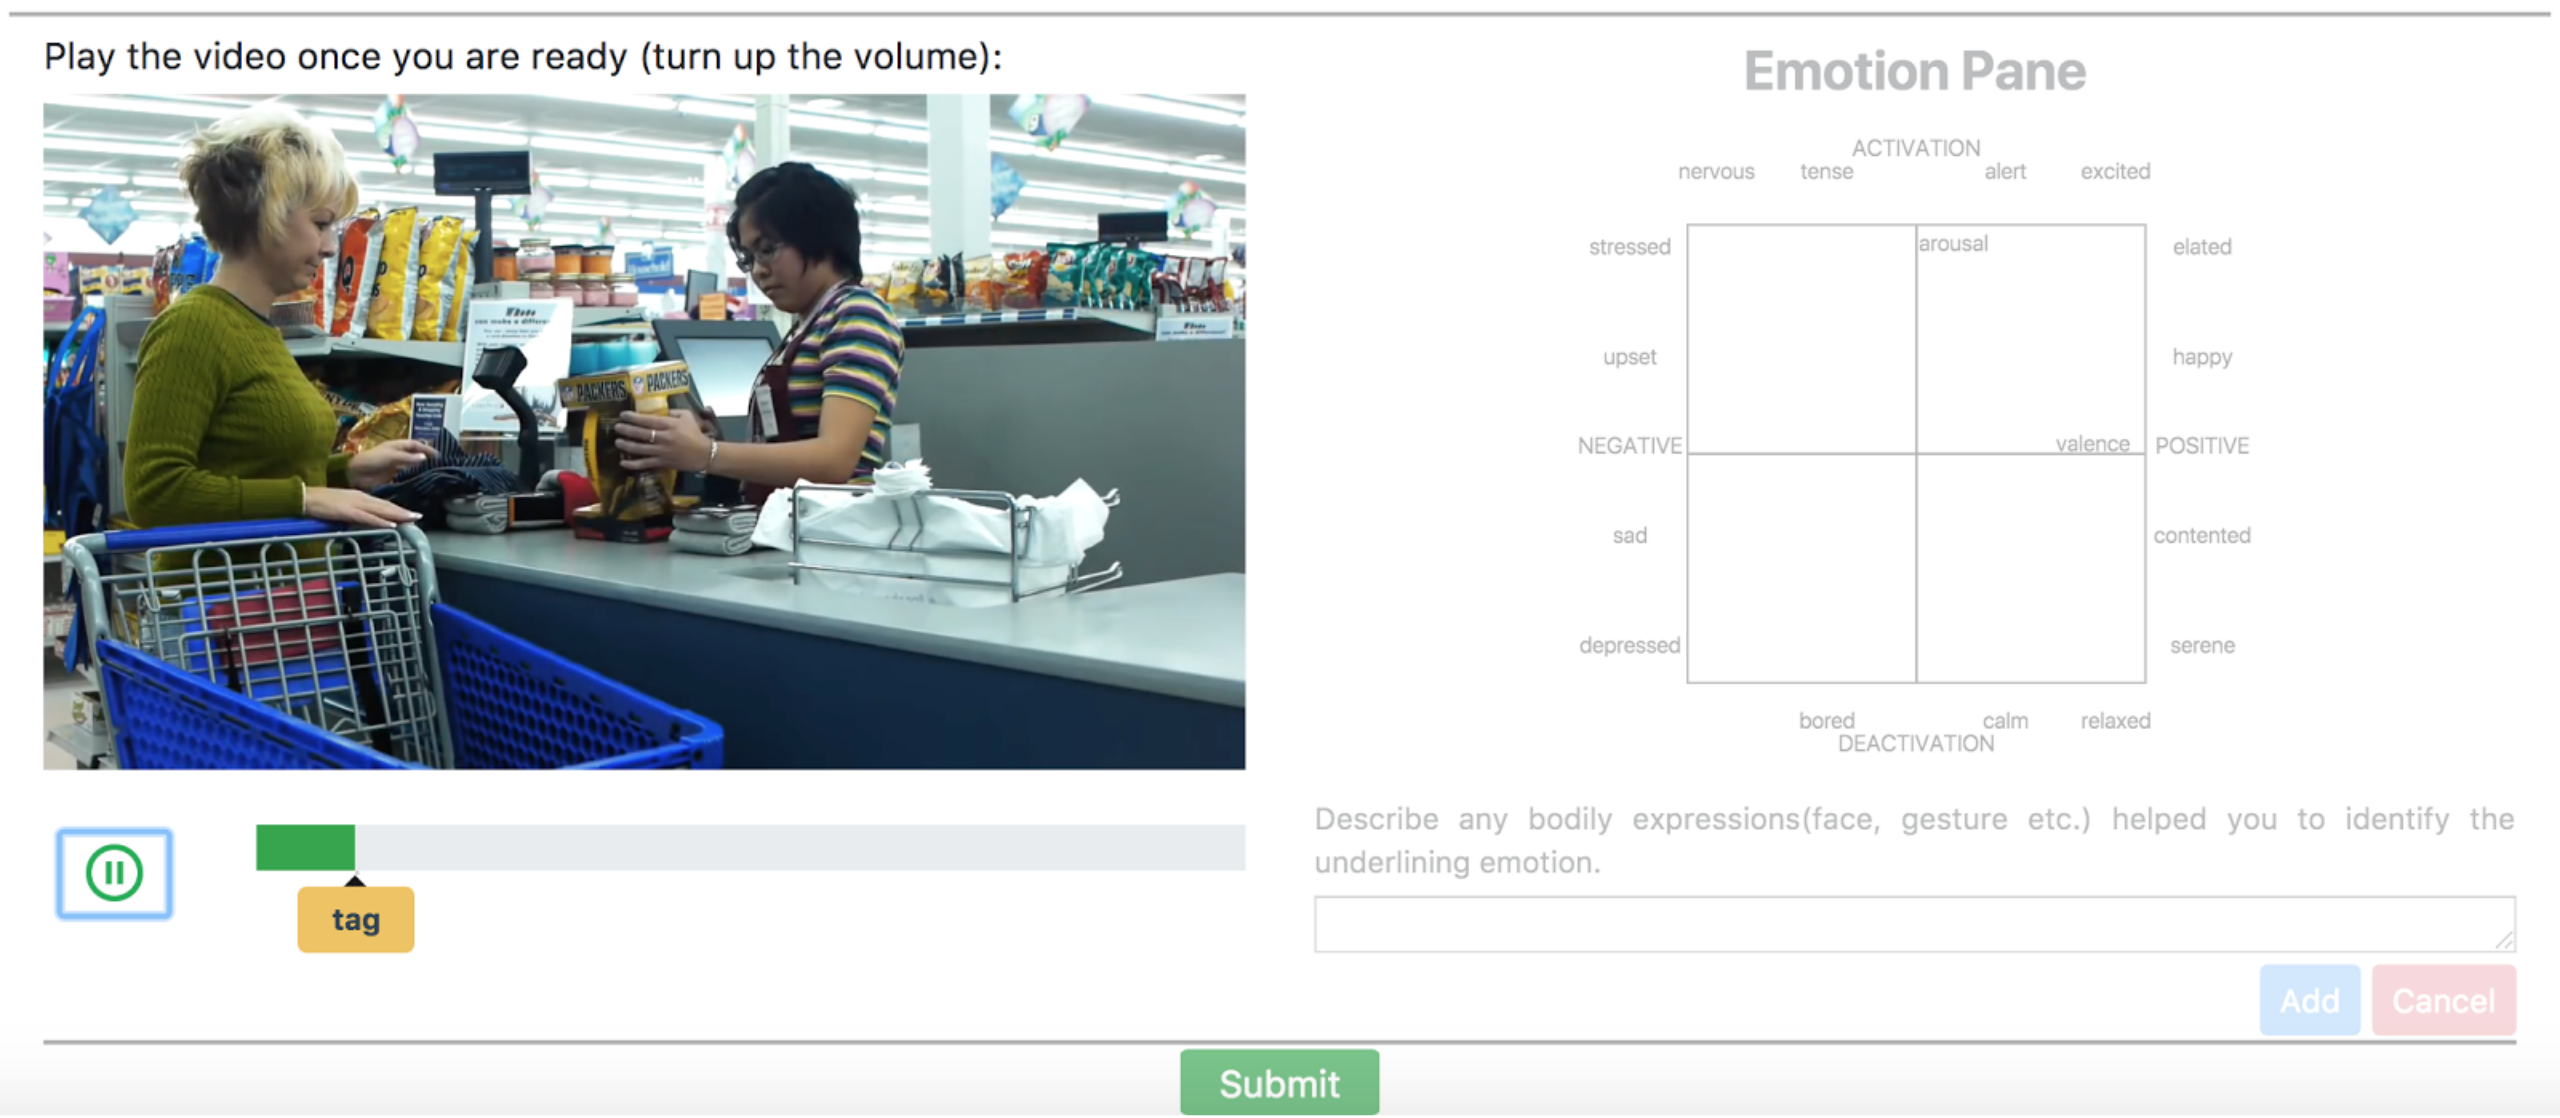 Play the video once you are ready (turn up the volume):
PACKERS
PACKERS
tag
Emotion Pane
ACTIVATION
nervous tense alert excited
stressed
arousal
elated
upset
happy
NEGATIVE
valence
POSITIVE
sad
contented
depressed
serene
bored calm relaxed
DEACTIVATION
Describe any bodily expressions(face, gesture etc.) helped you to identify the
underlining emotion.
Add Cancel
Submit